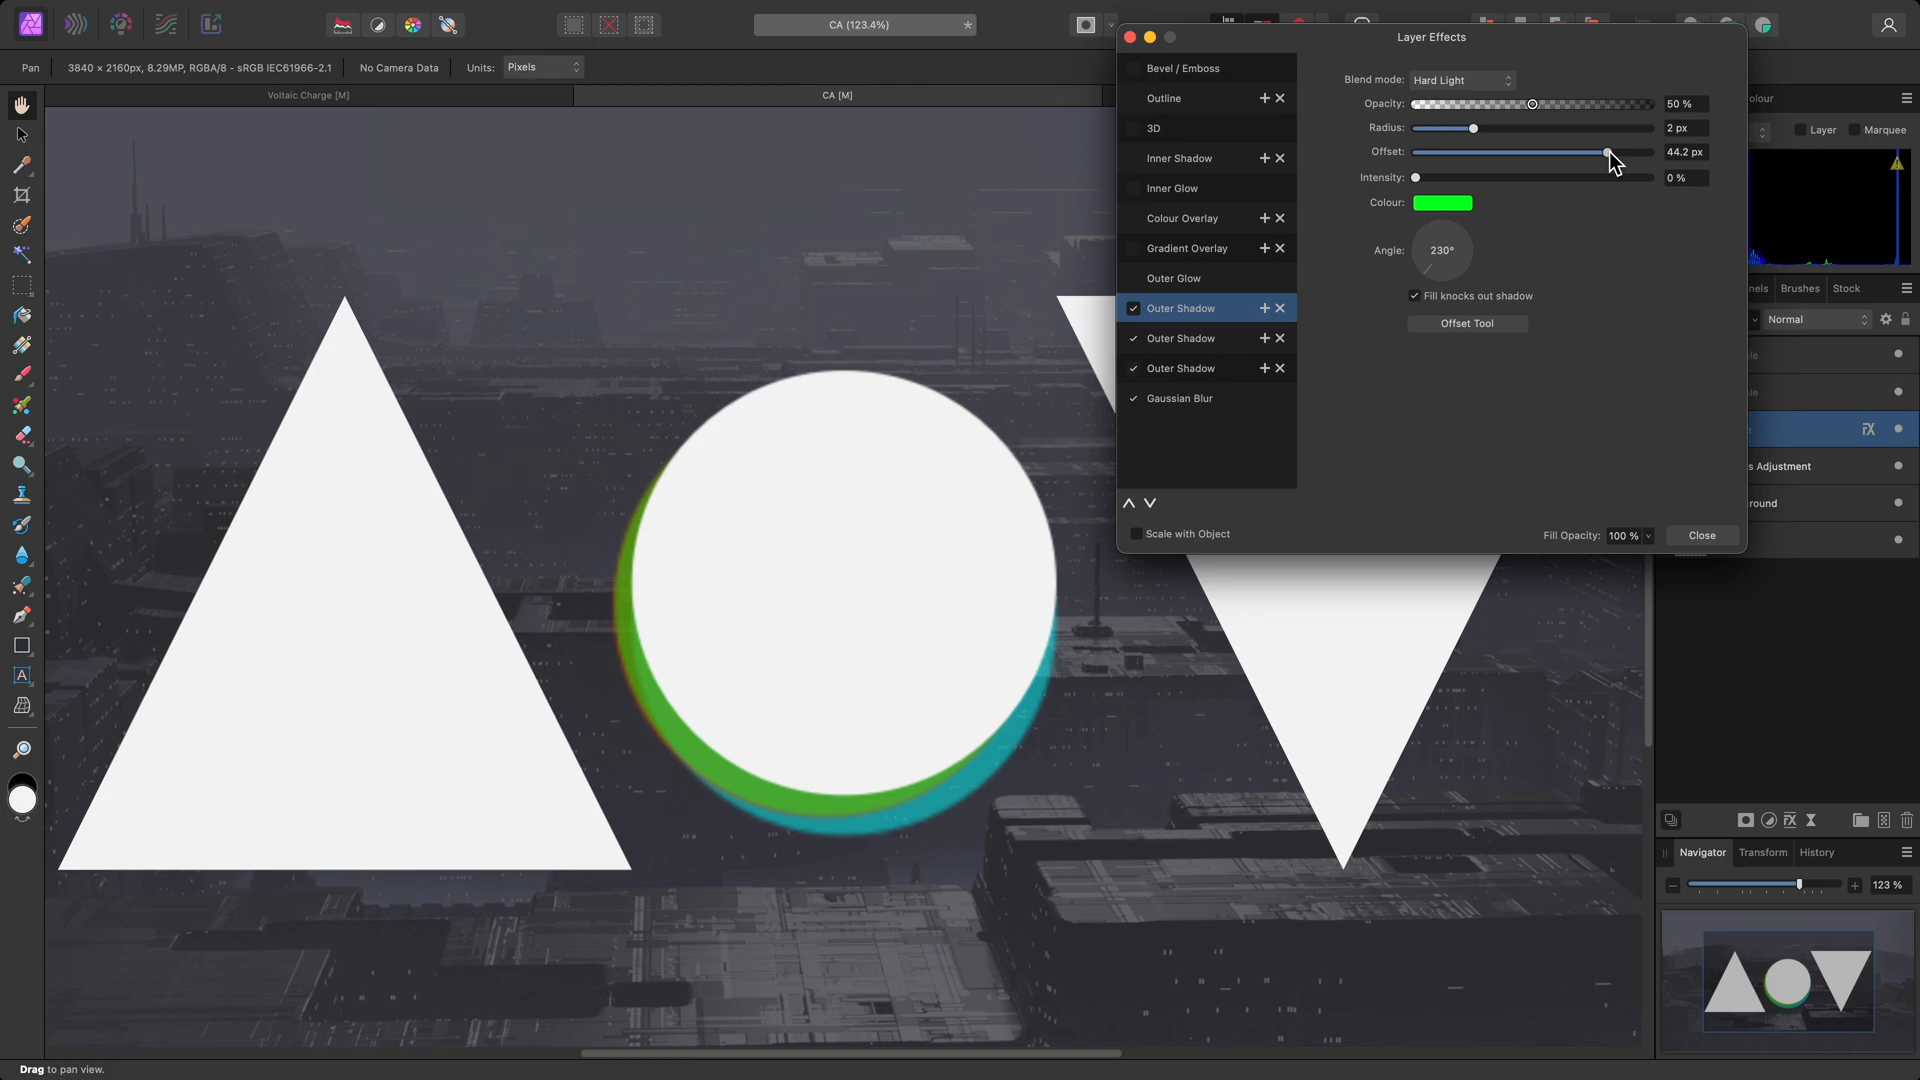 CA (123.4%)
*
Layer Effects
Pan
3840 × 2160px, 8.29MP, RGBA/8 - sRGB IEC61966-2.1
No Camera Data
Units:
Pixels
Voltaic Charge [M]
CA [M]
Bevel / Emboss
Outline
3D
Inner Shadow
Inner Glow
Colour Overlay
Gradient Overlay
Outer Glow
Outer Shadow
Outer Shadow
Outer Shadow
Gaussian Blur
Blend mode: Hard Light
Opacity: 50 %
Radius: 2 px
Offset: 44.2 px
Intensity: 0 %
Colour:
Angle: 230°
Fill knocks out shadow
Offset Tool
Scale with Object
Fill Opacity: 100 %
Close
olour
Layer
Marquee
nels
Brushes
Stock
Normal
s Adjustment
round
Navigator
Transform
History
123 %
A
Drag to pan view.